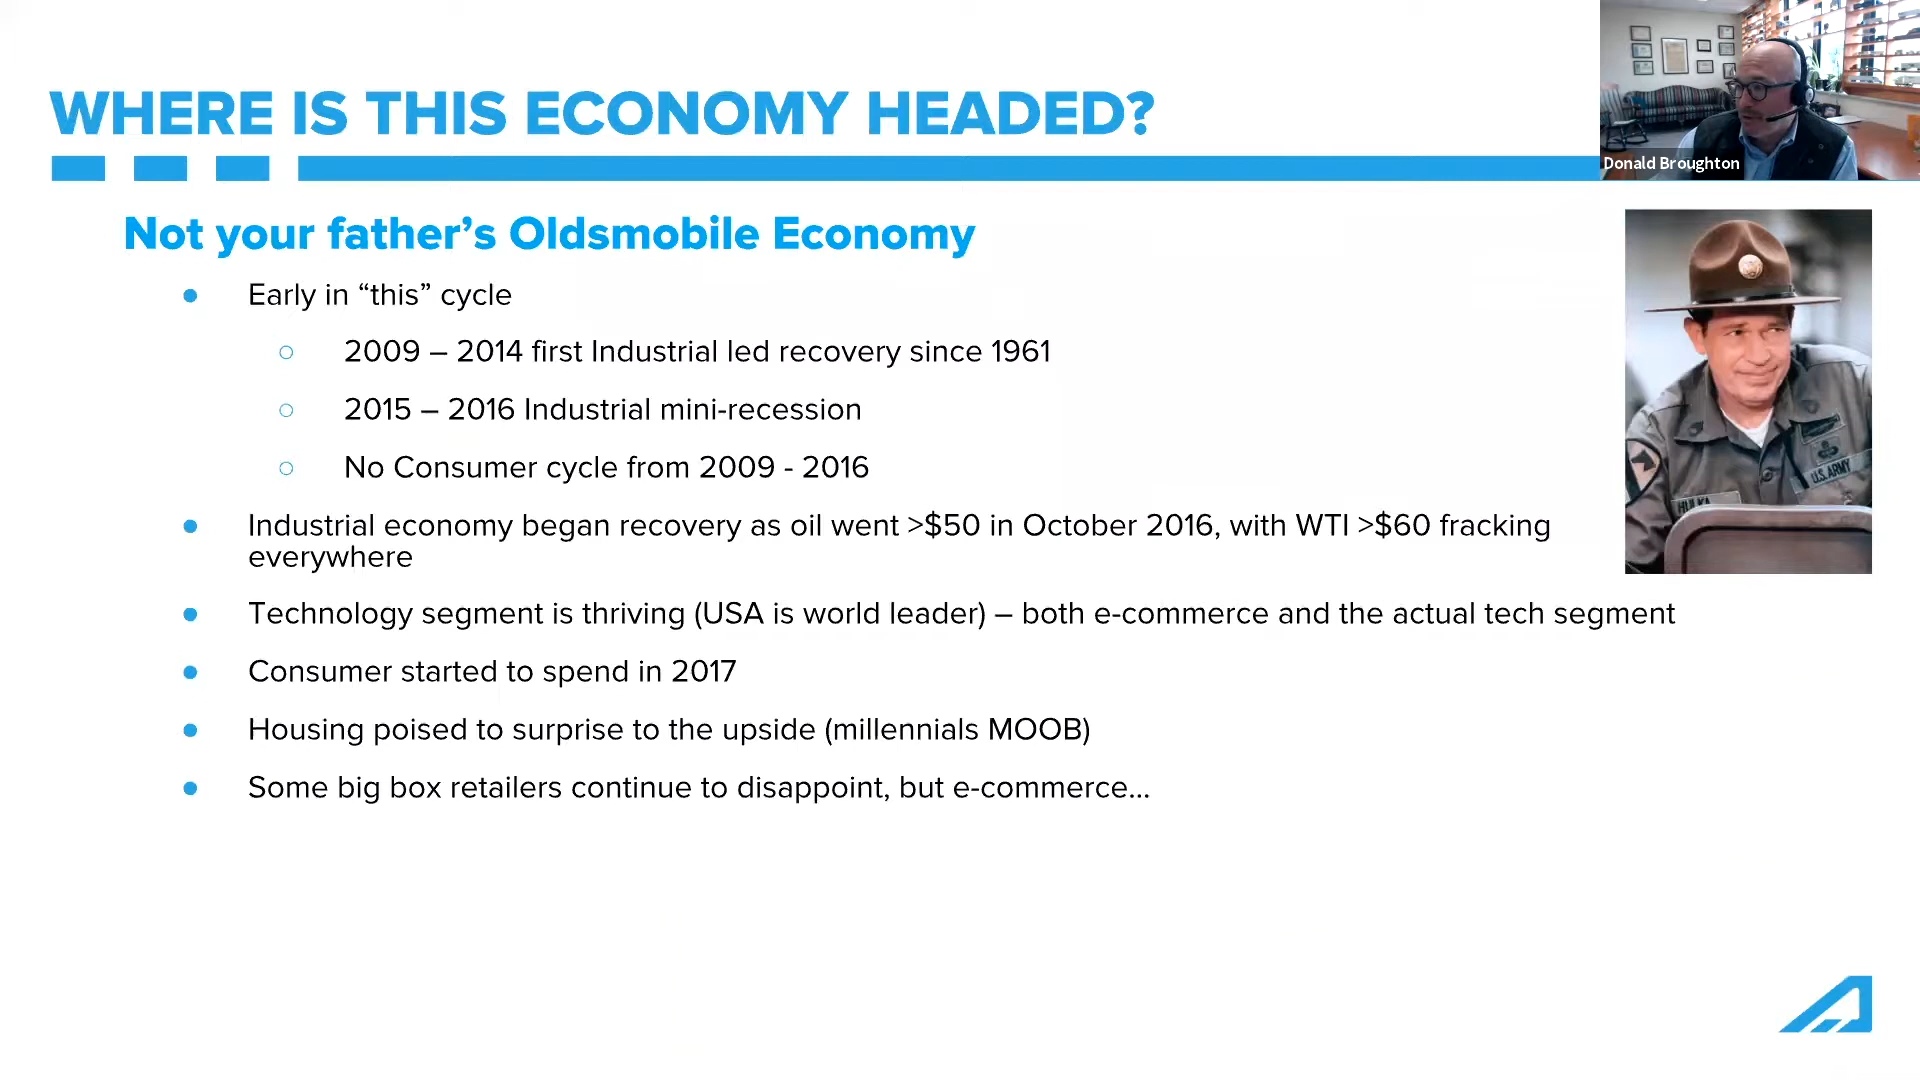 WHERE IS THIS ECONOMY HEADED?
Donald Broughton
Not your father’s Oldsmobile Economy
● Early in “this” cycle
○ 2009 – 2014 first Industrial led recovery since 1961
○ 2015 – 2016 Industrial mini-recession
○ No Consumer cycle from 2009 - 2016
● Industrial economy began recovery as oil went >$50 in October 2016, with WTI >$60 fracking
everywhere
● Technology segment is thriving (USA is world leader) – both e-commerce and the actual tech segment
● Consumer started to spend in 2017
● Housing poised to surprise to the upside (millennials MOOB)
● Some big box retailers continue to disappoint, but e-commerce...
U.S. ARMY
HULKA